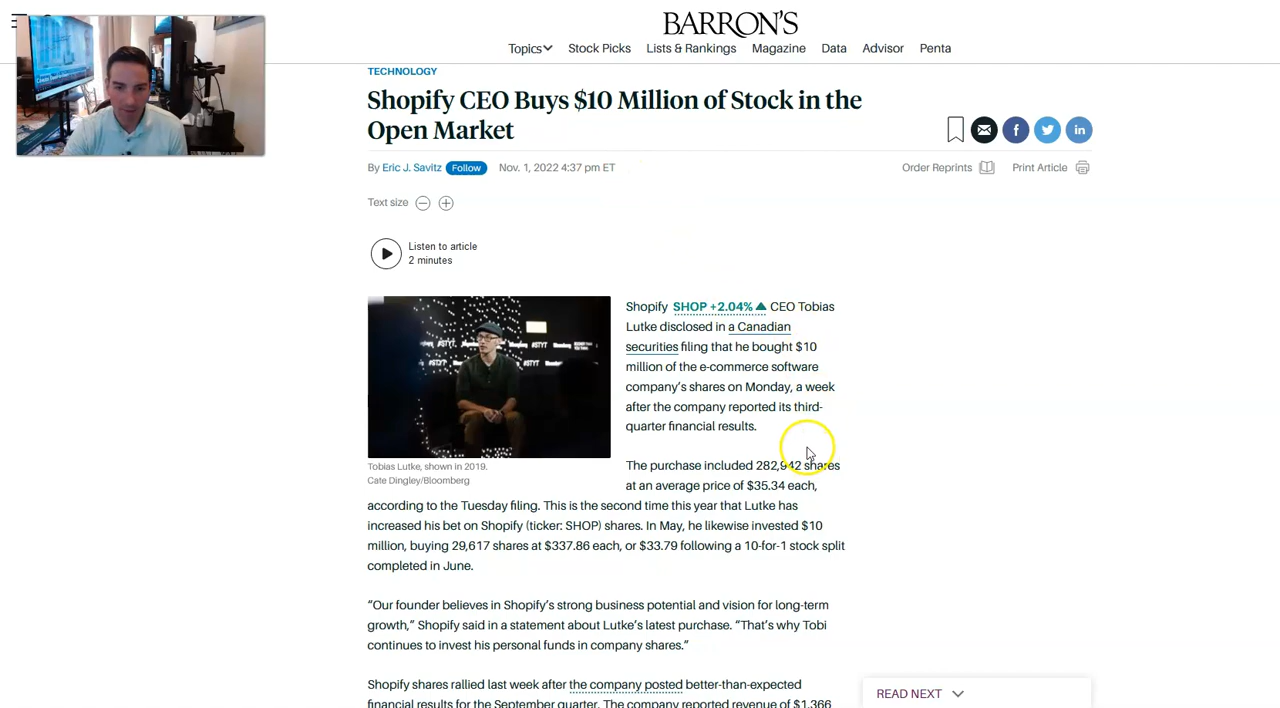 BARRON'S
Topics Stock Picks Lists & Rankings Magazine Data Advisor Penta
TECHNOLOGY
Shopify CEO Buys $10 Million of Stock in the
Open Market
By Eric J. Savitz Follow Nov. 1, 2022 4:37 pm ET
Order Reprints Print Article
Text size
Listen to article
2 minutes
Tobias Lutke, shown in 2019.
Cate Dingley/Bloomberg
Shopify SHOP +2.04% CEO Tobias
Lutke disclosed in a Canadian
securities filing that he bought $10
million of the e-commerce software
company's shares on Monday, a week
after the company reported its third-
quarter financial results.
The purchase included 282,942 shares
at an average price of $35.34 each,
according to the Tuesday filing. This is the second time this year that Lutke has
increased his bet on Shopify (ticker: SHOP) shares. In May, he likewise invested $10
million, buying 29,617 shares at $337.86 each, or $33.79 following a 10-for-1 stock split
completed in June.
“Our founder believes in Shopify's strong business potential and vision for long-term
growth,” Shopify said in a statement about Lutke's latest purchase. “That's why Tobi
continues to invest his personal funds in company shares.”
Shopify shares rallied last week after the company posted better-than-expected
financial results for the September quarter. The company reported revenue of $1.366
READ NEXT